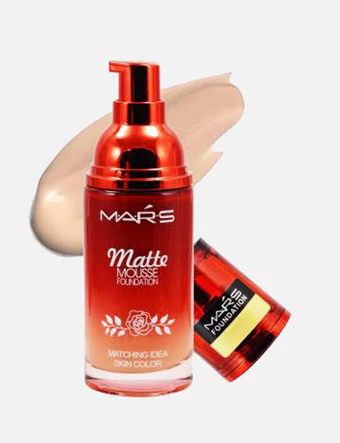 MARS
Matte
MOUSSE
FOUNDATION
MATCHING IDEA
SKIN COLOR
MARS
FOUNDATION